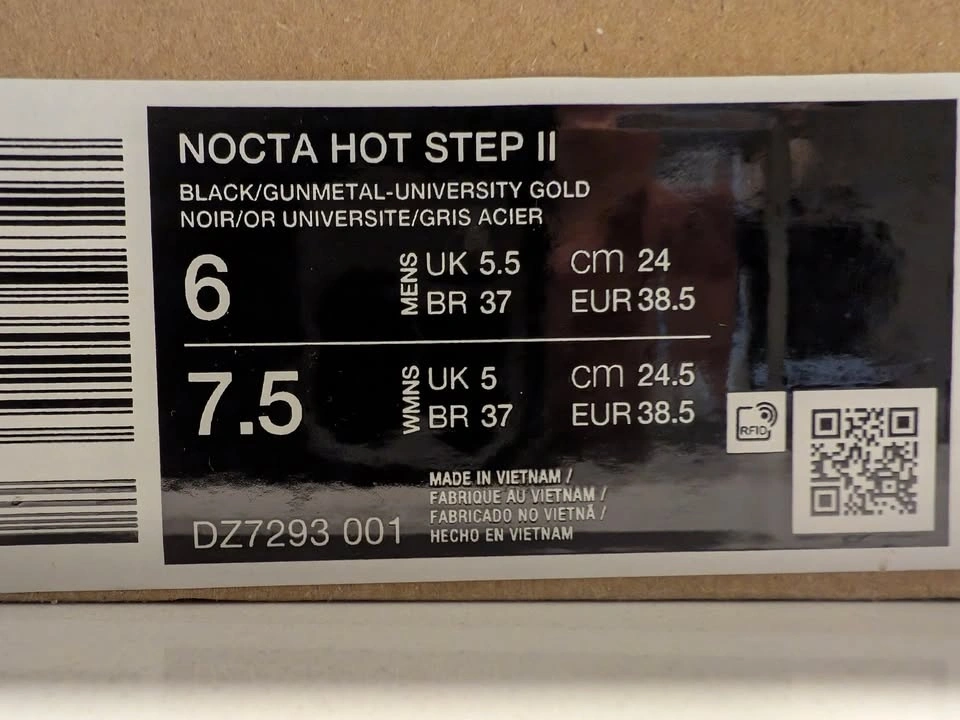 NOCTA HOT STEP II
BLACK/GUNMETAL-UNIVERSITY GOLD
NOIR/OR UNIVERSITE/GRIS ACIER
6
MENS
UK 5.5 cm 24
BR 37 EUR 38.5
7.5
WMNS
UK 5 cm 24.5
BR 37 EUR 38.5
RFID
MADE IN VIETNAM /
FABRIQUE AU VIETNAM /
FABRICADO NO VIETNÃ /
HECHO EN VIETNAM
DZ7293 001